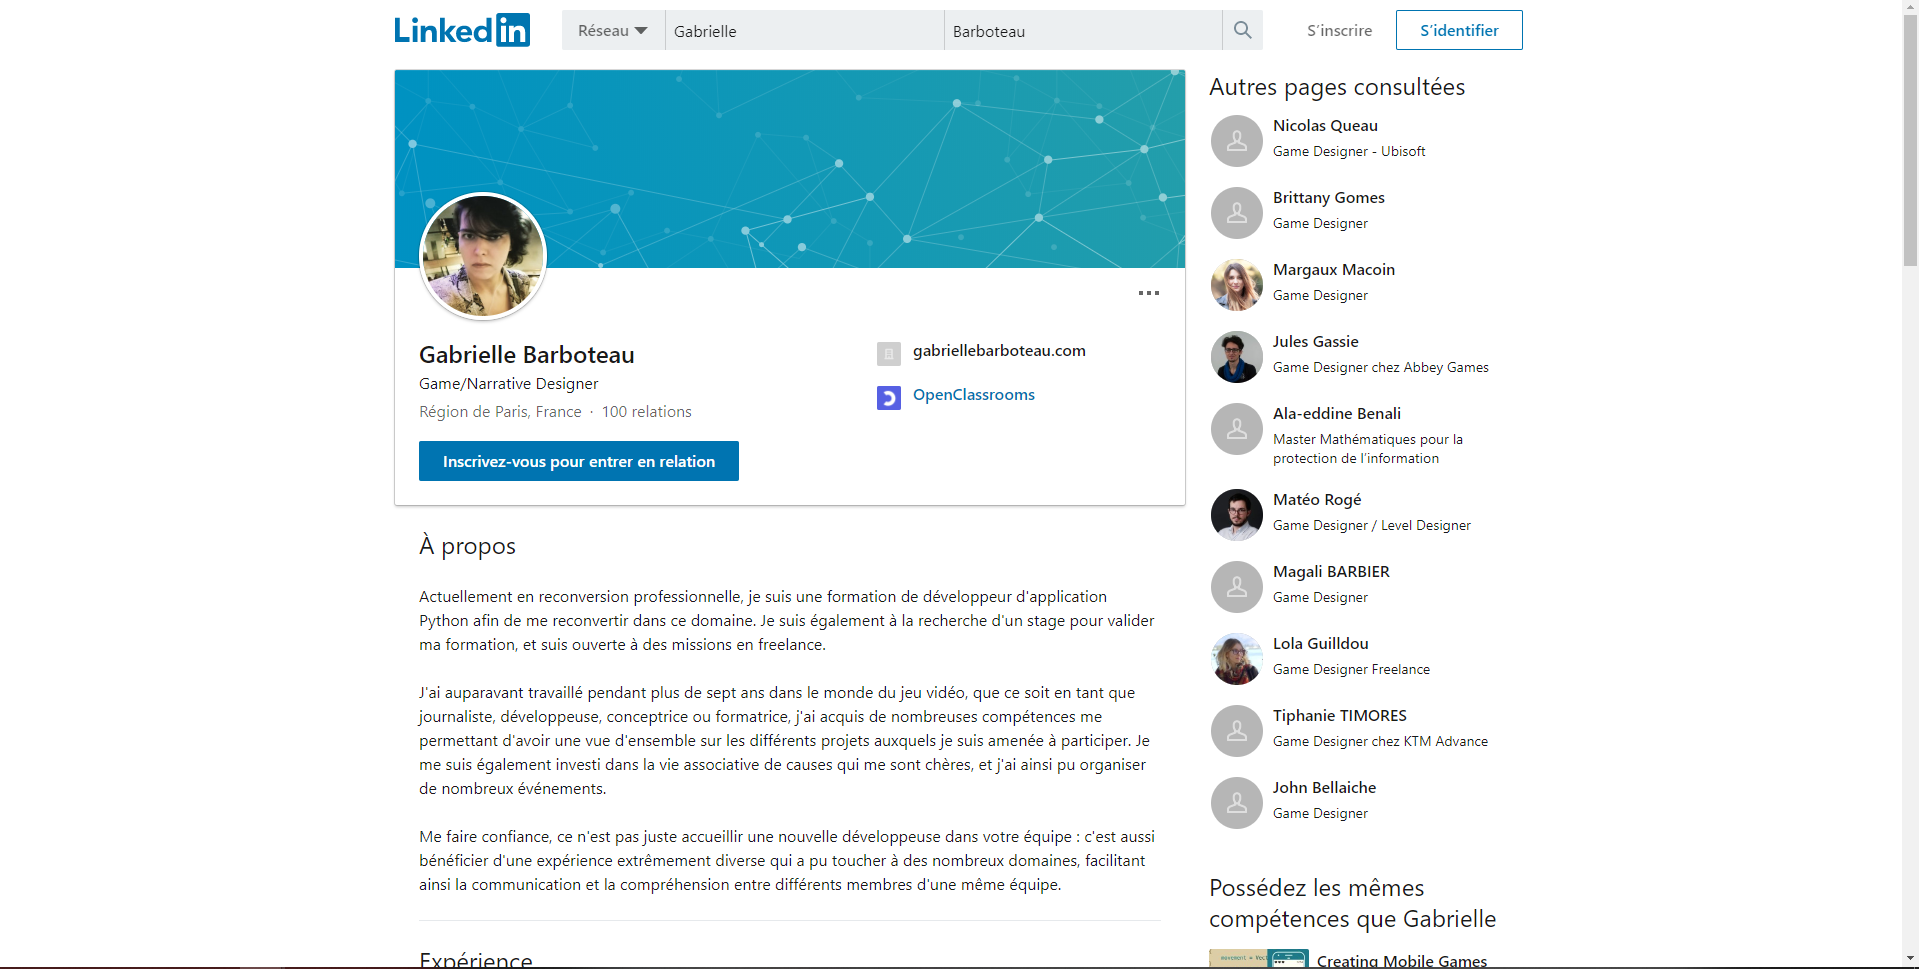 Linked in
Réseau
Gabrielle
Barboteau
S'inscrire
S'identifier
Gabrielle Barboteau
Game/Narrative Designer
Région de Paris, France · 100 relations
Inscrivez-vous pour entrer en relation
gabriellebarboteau.com
OpenClassrooms
À propos
Actuellement en reconversion professionnelle, je suis une formation de développeur d'application
Python afin de me reconvertir dans ce domaine. Je suis également à la recherche d'un stage pour valider
ma formation, et suis ouverte à des missions en freelance.
J'ai auparavant travaillé pendant plus de sept ans dans le monde du jeu vidéo, que ce soit en tant que
journaliste, développeuse, conceptrice ou formatrice, j'ai acquis de nombreuses compétences me
permettant d'avoir une vue d'ensemble sur les différents projets auxquels je suis amenée à participer. Je
me suis également investi dans la vie associative de causes qui me sont chères, et j'ai ainsi pu organiser
de nombreux événements.
Me faire confiance, ce n'est pas juste accueillir une nouvelle développeuse dans votre équipe : c'est aussi
bénéficier d'une expérience extrêmement diverse qui a pu toucher à des nombreux domaines, facilitant
ainsi la communication et la compréhension entre différents membres d'une même équipe.
Expérience
Autres pages consultées
Nicolas Queau
Game Designer - Ubisoft
Brittany Gomes
Game Designer
Margaux Macoin
Game Designer
Jules Gassie
Game Designer chez Abbey Games
Ala-eddine Benali
Master Mathématiques pour la
protection de l'information
Matéo Rogé
Game Designer / Level Designer
Magali BARBIER
Game Designer
Lola Guilldou
Game Designer Freelance
Tiphanie TIMORES
Game Designer chez KTM Advance
John Bellaiche
Game Designer
Possédez les mêmes
compétences que Gabrielle
Creating Mobile Games